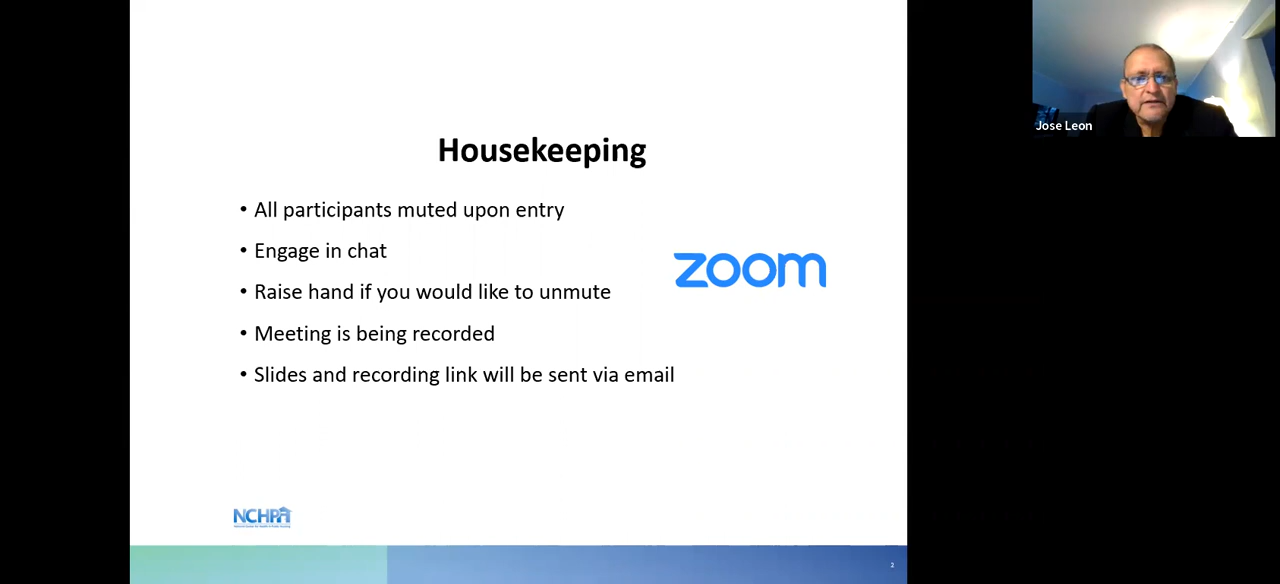 Housekeeping
• All participants muted upon entry
• Engage in chat
• Raise hand if you would like to unmute
• Meeting is being recorded
• Slides and recording link will be sent via email
zoom
NCHPH
2
Jose Leon